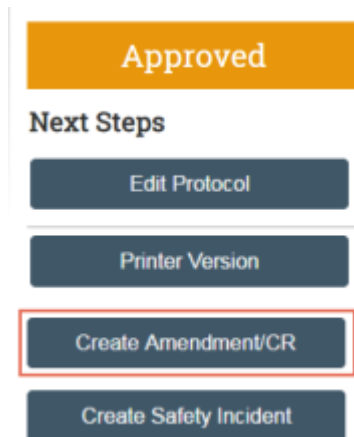 Approved
Next Steps
Edit Protocol
Printer Version
Create Amendment/CR
Create Safety Incident